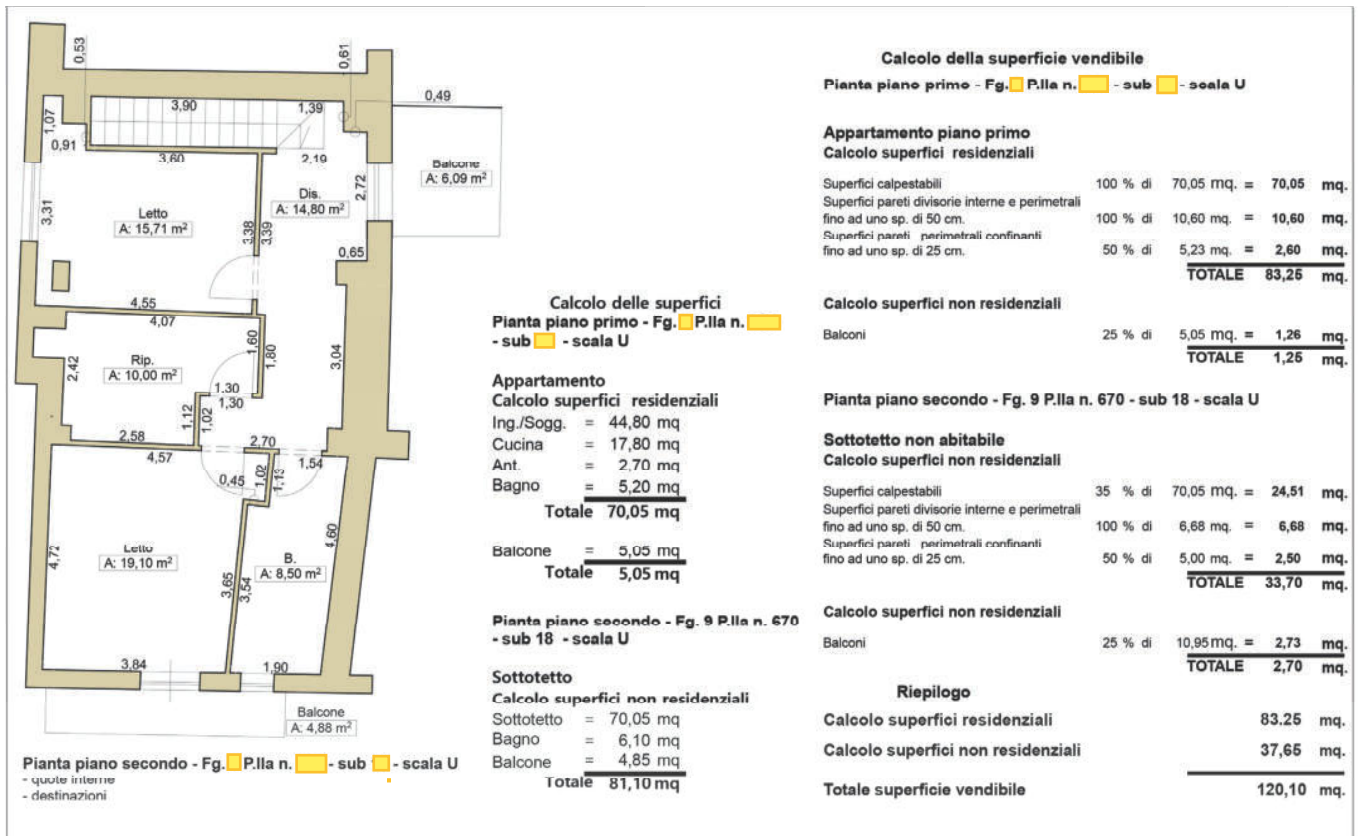 0,53
0,61
0,49
3,90
1,39
1,07
0,91
3,60
2,19
Balcone
A: 6,09 m²
2,72
Dis.
A: 14,80 m²
3,31
Letto
A: 15,71 m²
3,38
3,39
0,65
4,55
4,07
1,60
1,80
3,04
2,42
Rip.
A: 10,00 m²
1,30
1,30
1,12
1,02
2,58
2,70
4,57
1,54
0,45
1,02
1,13
4,60
4,72
Letto
A: 19,10 m²
B.
A: 8,50 m²
3,65
3,54
3,84
1,90
Balcone
A: 4,88 m²
Pianta piano secondo - Fg. P.lla n. - sub - scala U
- quote interne
- destinazioni
Calcolo delle superfici
Pianta piano primo - Fg. P.lla n.
- sub - scala U
Appartamento
Calcolo superfici residenziali
Ing./Sogg. = 44,80 mq
Cucina = 17,80 mq
Ant. = 2,70 mq
Bagno = 5,20 mq
Totale 70,05 mq
Balcone = 5,05 mq
Totale 5,05 mq
Pianta piano secondo - Fg. 9 P.lla n. 670
- sub 18 - scala U
Sottotetto
Calcolo superfici non residenziali
Sottotetto = 70,05 mq
Bagno = 6,10 mq
Balcone = 4,85 mq
Totale 81,10 mq
Calcolo della superficie vendibile
Pianta piano primo - Fg. P.lla n. - sub - scala U
Appartamento piano primo
Calcolo superfici residenziali
Superfici calpestabili 100 % di 70,05 mq. = 70,05 mq.
Superfici pareti divisorie interne e perimetrali
fino ad uno sp. di 50 cm. 100 % di 10,60 mq. = 10,60 mq.
Superfici pareti perimetrali confinanti
fino ad uno sp. di 25 cm. 50 % di 5,23 mq. = 2,60 mq.
TOTALE 83,25 mq.
Calcolo superfici non residenziali
Balconi 25 % di 5,05 mq. = 1,26 mq.
TOTALE 1,25 mq.
Pianta piano secondo - Fg. 9 P.lla n. 670 - sub 18 - scala U
Sottotetto non abitabile
Calcolo superfici non residenziali
Superfici calpestabili 35 % di 70,05 mq. = 24,51 mq.
Superfici pareti divisorie interne e perimetrali
fino ad uno sp. di 50 cm. 100 % di 6,68 mq. = 6,68 mq.
Superfici pareti perimetrali confinanti
fino ad uno sp. di 25 cm. 50 % di 5,00 mq. = 2,50 mq.
TOTALE 33,70 mq.
Calcolo superfici non residenziali
Balconi 25 % di 10,95 mq. = 2,73 mq.
TOTALE 2,70 mq.
Riepilogo
Calcolo superfici residenziali 83.25 mq.
Calcolo superfici non residenziali 37,65 mq.
Totale superficie vendibile 120,10 mq.